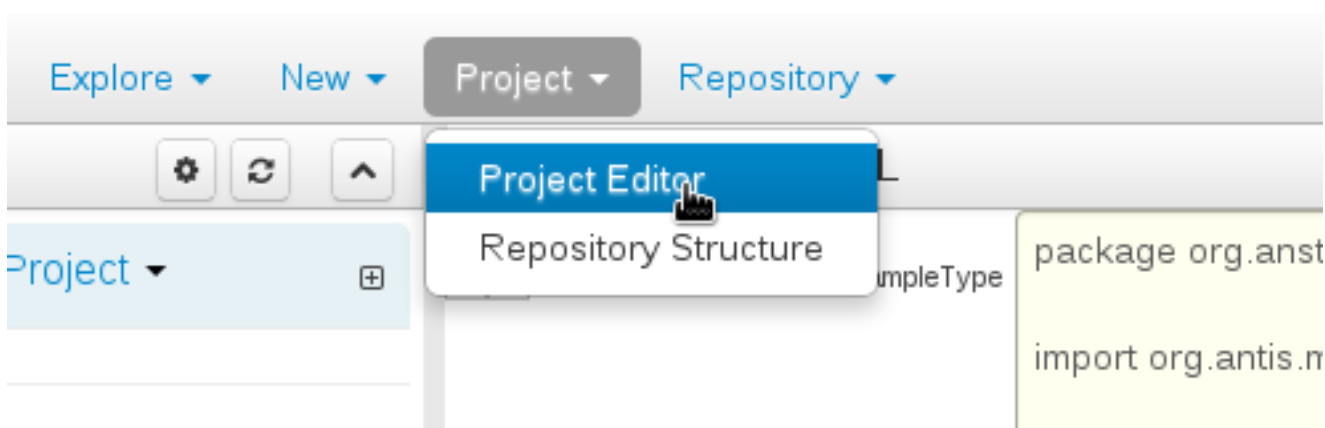 Explore New Project Repository
Project Editor
Repository Structure
Project
package org.anst
import org.antis.m